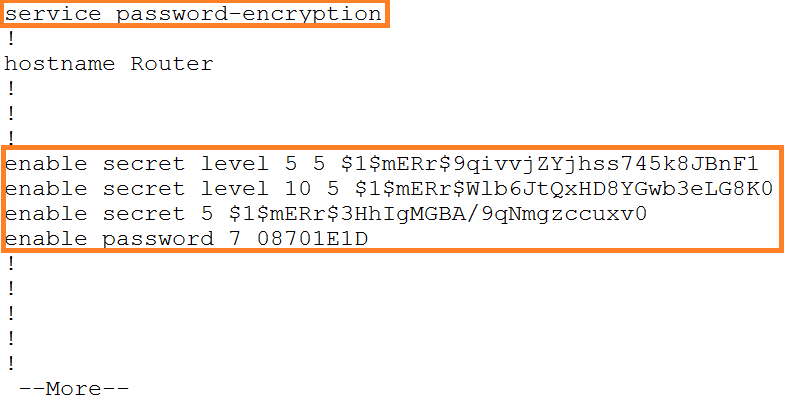 service password-encryption
!
hostname Router
!
!
!
enable secret level 5 5 $1$mERr$9qivvjZYjhss745k8JBnF1
enable secret level 10 5 $1$mERr$Wlb6JtQxHD8YGwb3eLG8K0
enable secret 5 $1$mERr$3HhIgMGBA/9qNmgzccuxv0
enable password 7 08701E1D
!
!
!
!
!
--More--